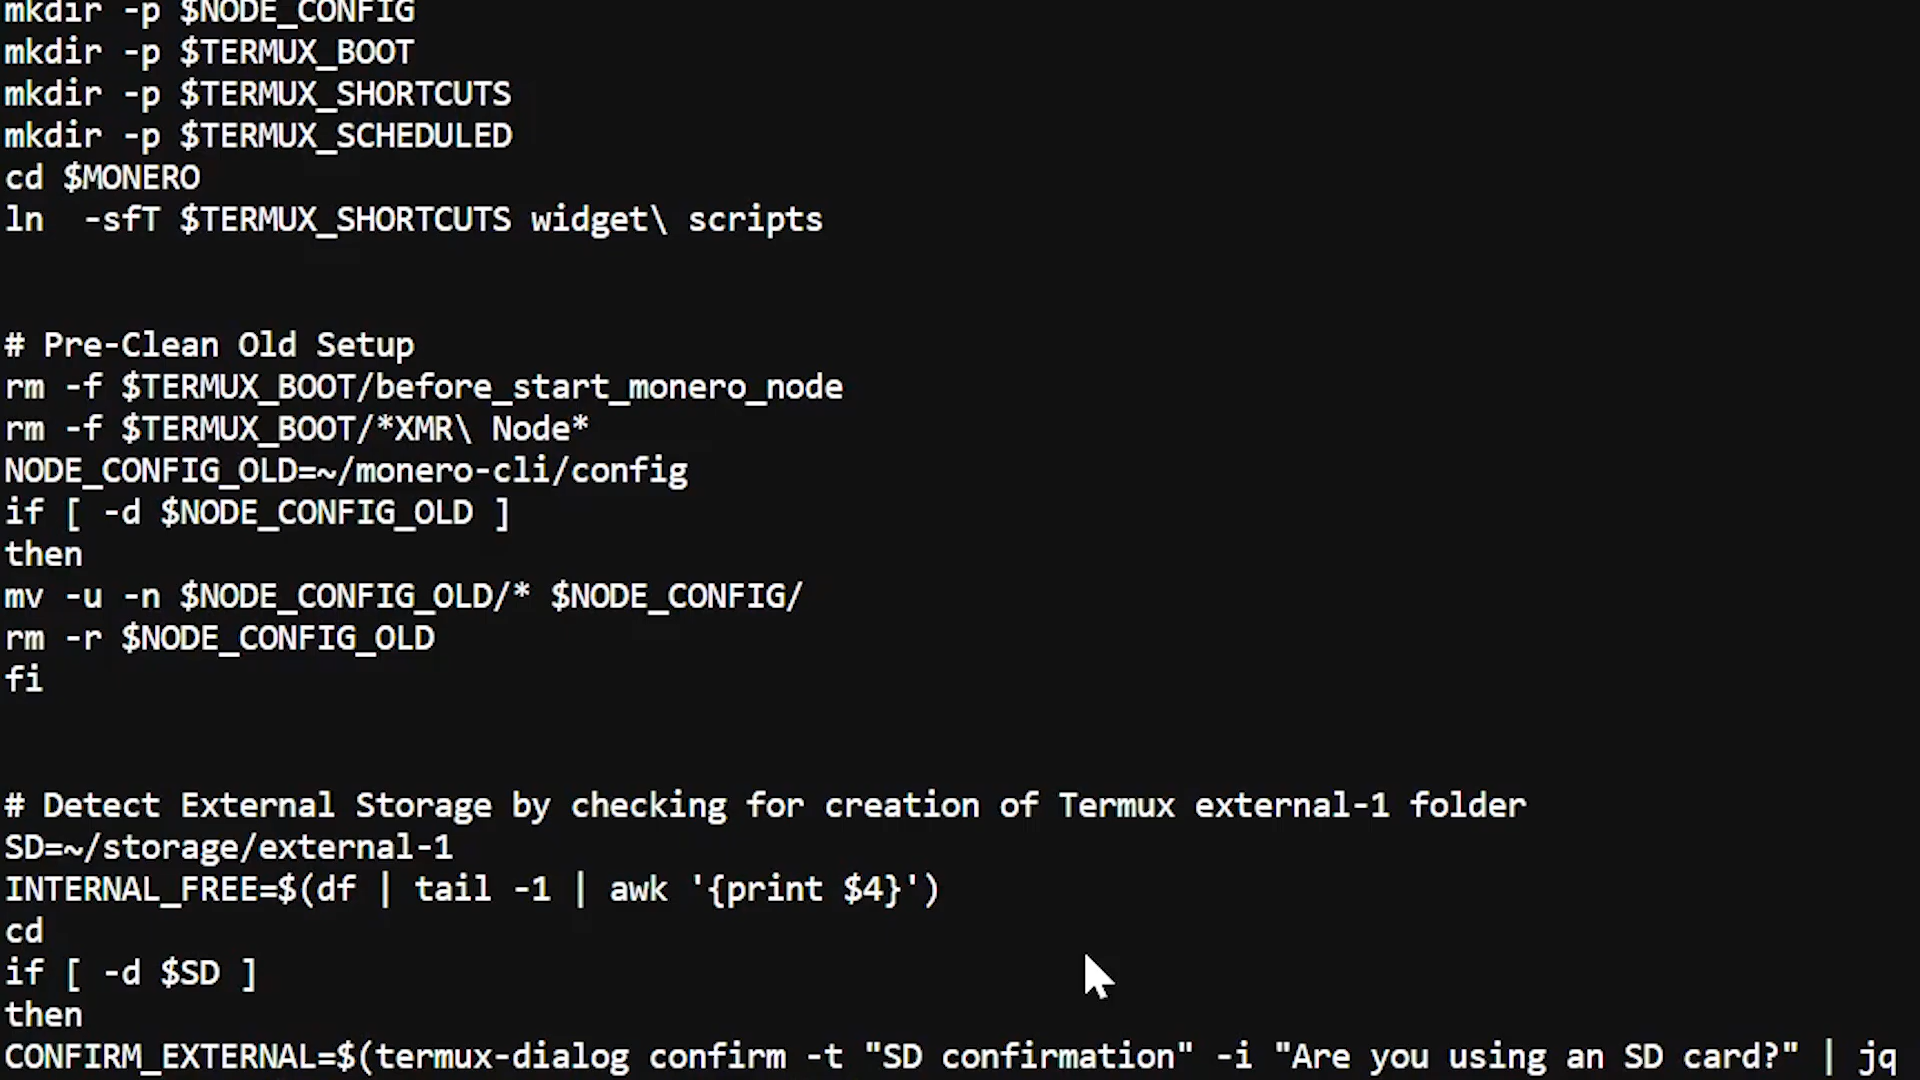 mkdir -p $NODE_CONFIG
mkdir -p $TERMUX_BOOT
mkdir -p $TERMUX_SHORTCUTS
mkdir -p $TERMUX_SCHEDULED
cd $MONERO
ln  -sfT $TERMUX_SHORTCUTS widget\ scripts
# Pre-Clean Old Setup
rm -f $TERMUX_BOOT/before_start_monero_node
rm -f $TERMUX_BOOT/*XMR\ Node*
NODE_CONFIG_OLD=~/monero-cli/config
if [ -d $NODE_CONFIG_OLD ]
then
mv -u -n $NODE_CONFIG_OLD/* $NODE_CONFIG/
rm -r $NODE_CONFIG_OLD
fi
# Detect External Storage by checking for creation of Termux external-1 folder
SD=~/storage/external-1
INTERNAL_FREE=$(df | tail -1 | awk '{print $4}')
cd
if [ -d $SD ]
then
CONFIRM_EXTERNAL=$(termux-dialog confirm -t "SD confirmation" -i "Are you using an SD card?" | jq